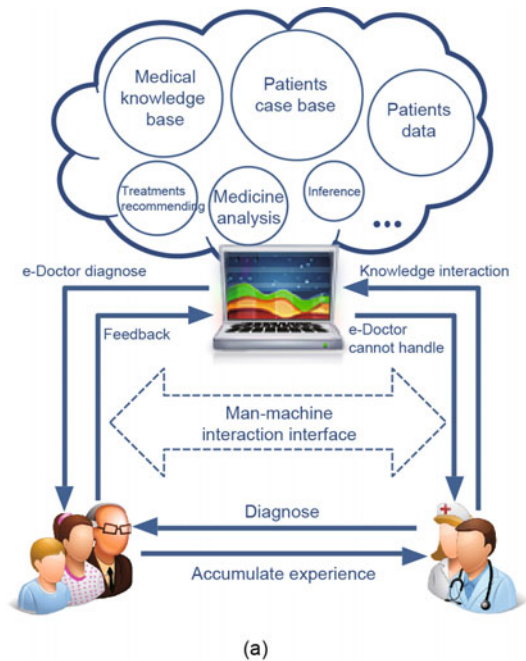 Medical
knowledge
base
Patients
case base
Patients
data
Treatments
recommending
Medicine
analysis
Inference
...
e-Doctor diagnose
Knowledge interaction
Feedback
e-Doctor
cannot handle
Man-machine
interaction interface
Diagnose
Accumulate experience
(a)